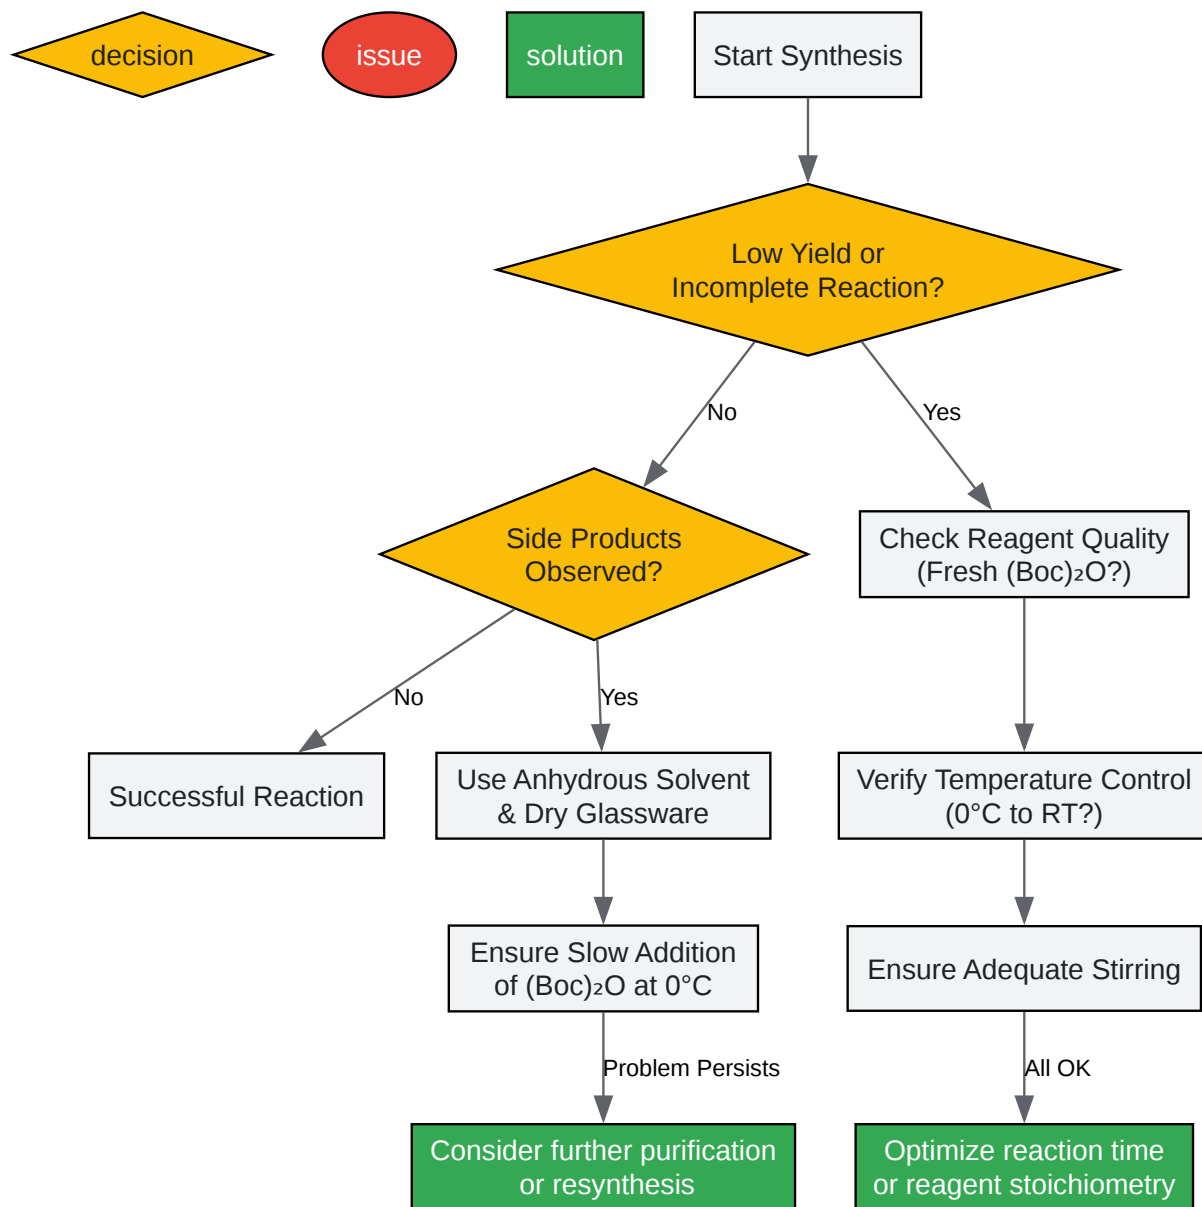 decision
issue
solution
Start Synthesis
Low Yield or
Incomplete Reaction?
No
Yes
Side Products
Observed?
Check Reagent Quality
(Fresh (Boc)₂O?)
No
Yes
Successful Reaction
Use Anhydrous Solvent
& Dry Glassware
Verify Temperature Control
(0°C to RT?)
Ensure Slow Addition
of (Boc)₂O at 0°C
Ensure Adequate Stirring
Problem Persists
All OK
Consider further purification
or resynthesis
Optimize reaction time
or reagent stoichiometry